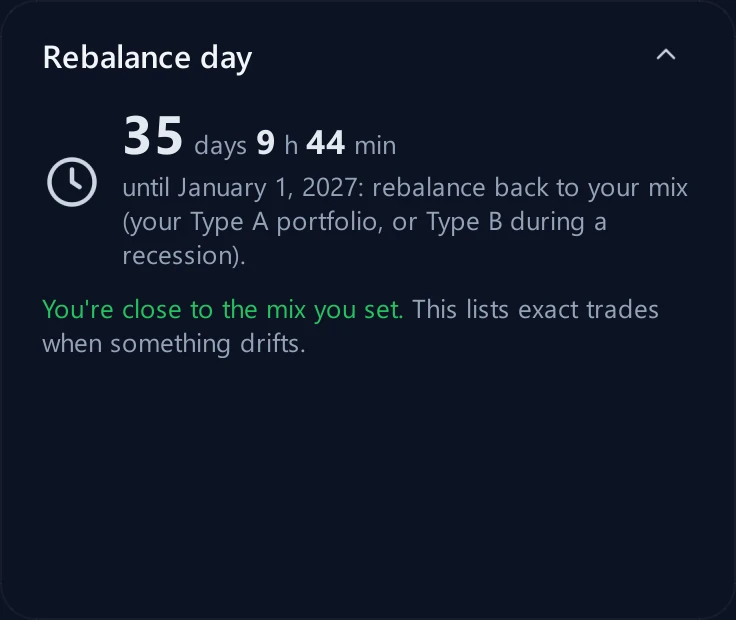 Rebalance day
35 days 9 h 44 min
until January 1, 2027: rebalance back to your mix
(your Type A portfolio, or Type B during a
recession).
You're close to the mix you set. This lists exact trades
when something drifts.